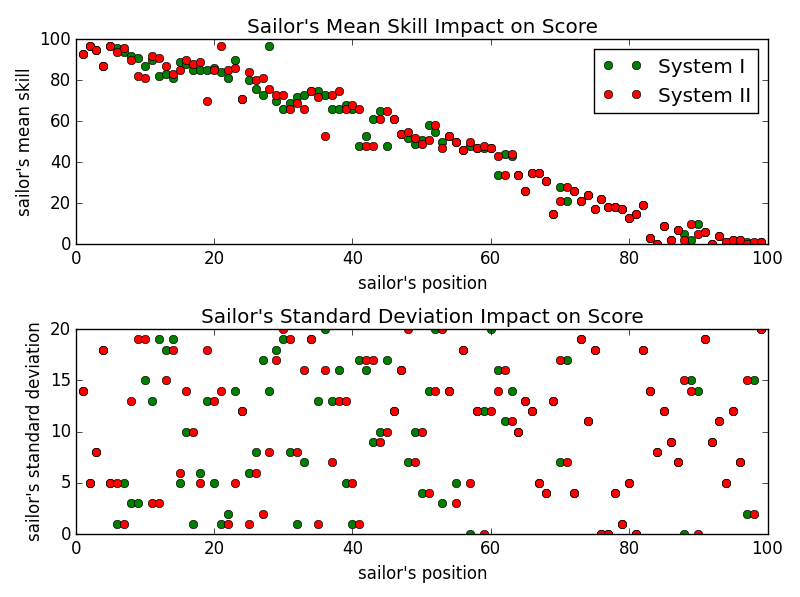 Sailor's Mean Skill Impact on Score
100
80
60
40
20
0
sailor's mean skill
System I
System II
0 20 40 60 80 100
sailor's position
Sailor's Standard Deviation Impact on Score
20
15
10
5
0
sailor's standard deviation
0 20 40 60 80 100
sailor's position